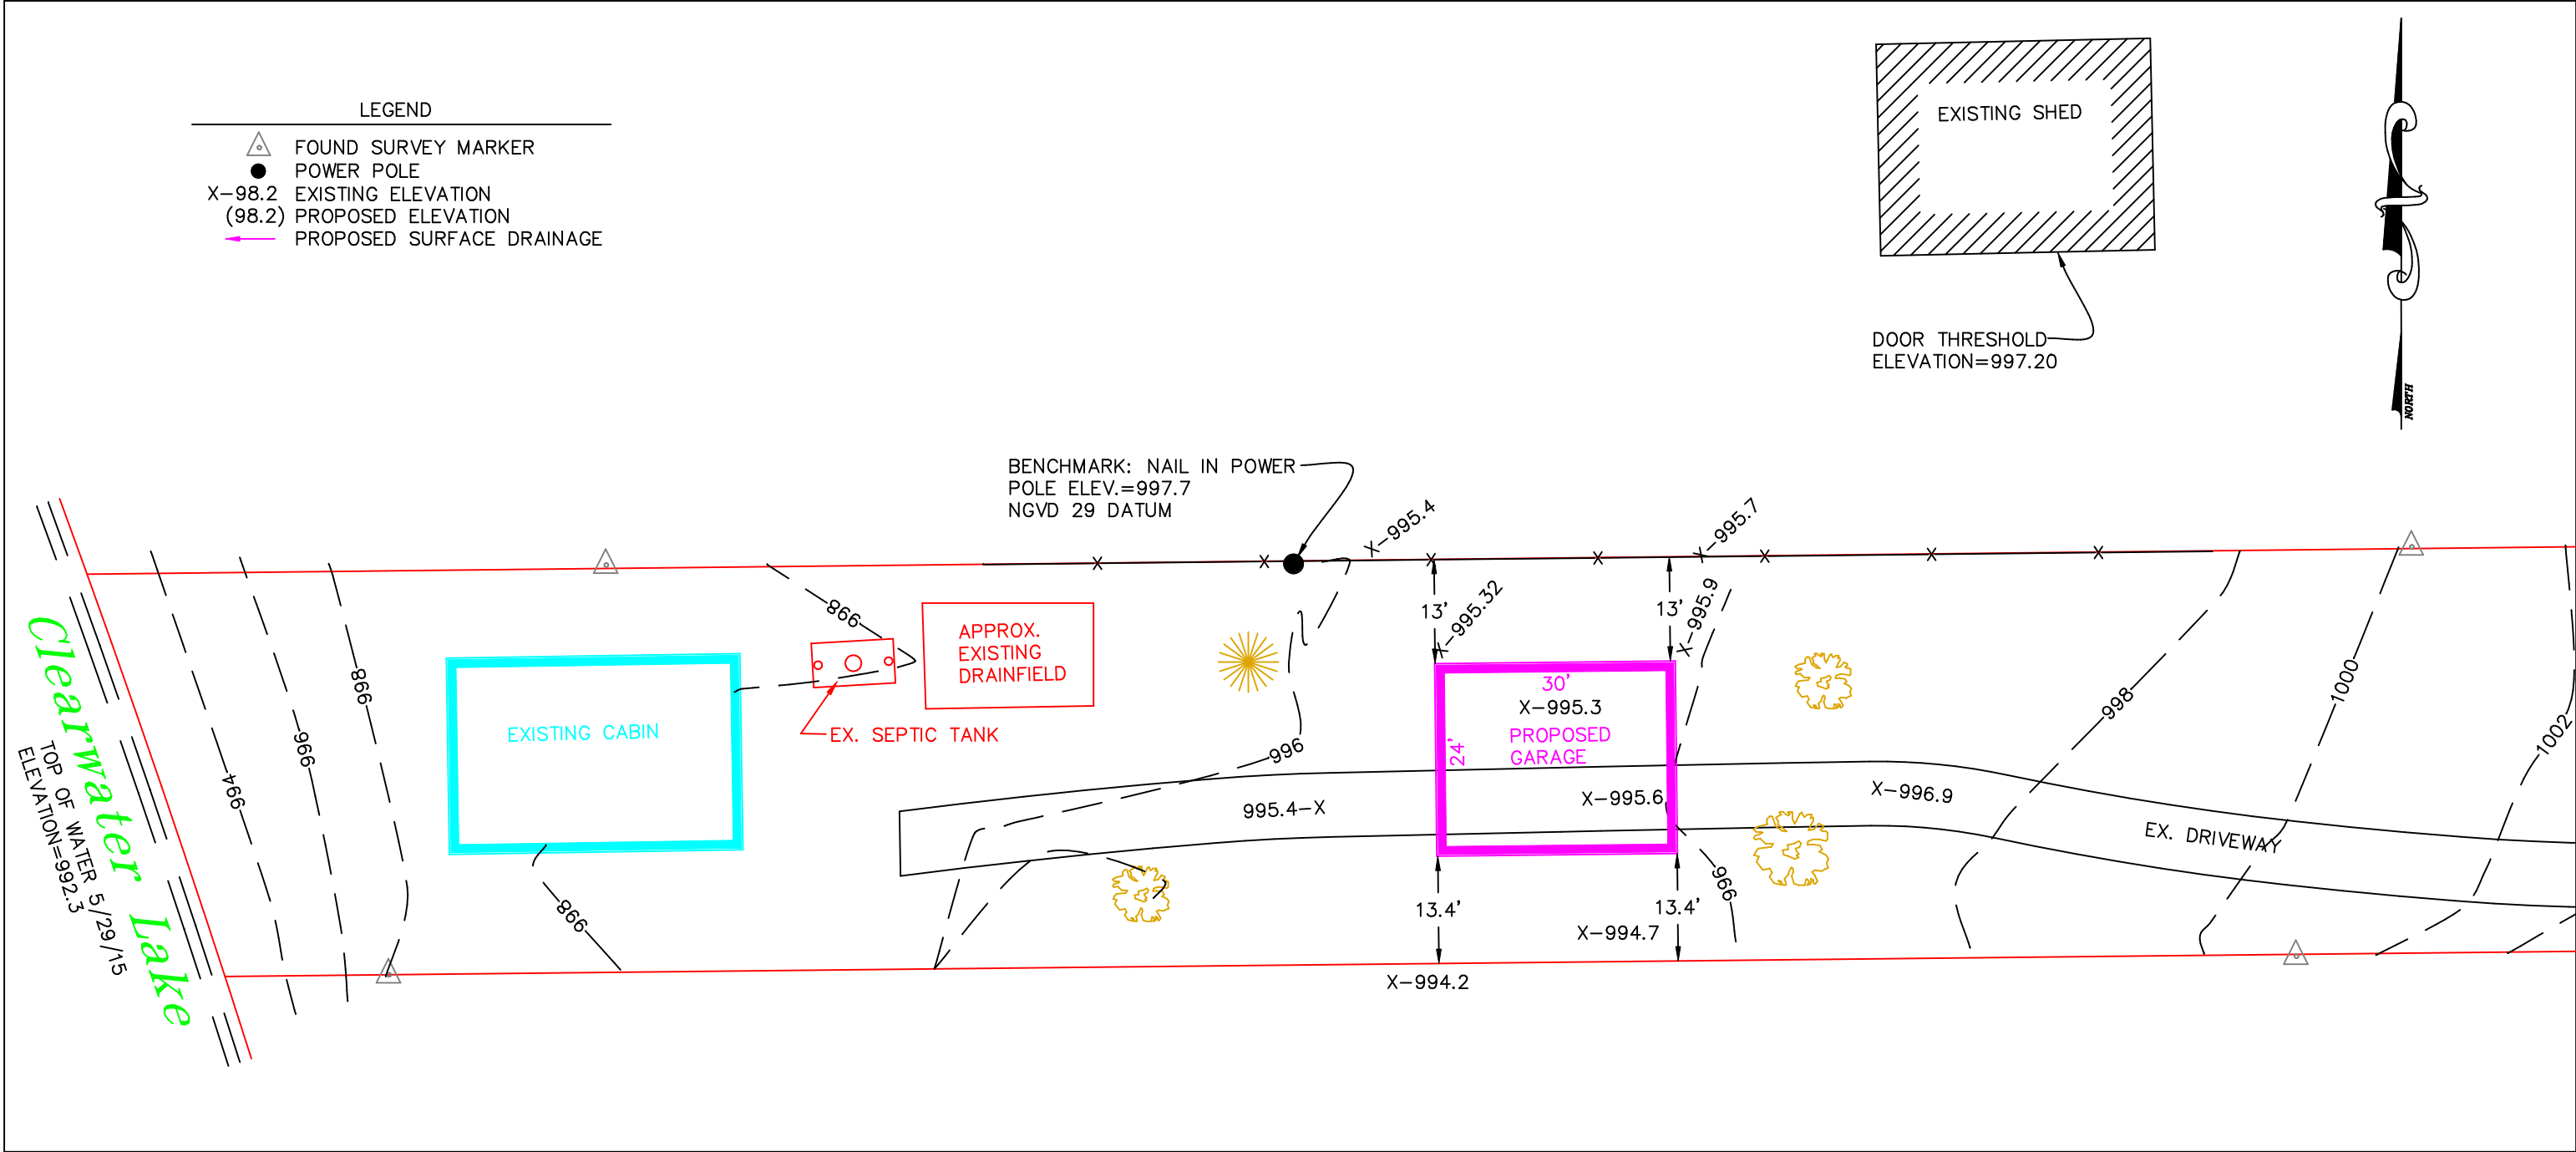 LEGEND
FOUND SURVEY MARKER
POWER POLE
X-98.2 EXISTING ELEVATION
(98.2) PROPOSED ELEVATION
PROPOSED SURFACE DRAINAGE
EXISTING SHED
DOOR THRESHOLD
ELEVATION=997.20
NORTH
BENCHMARK: NAIL IN POWER
POLE ELEV.=997.7
NGVD 29 DATUM
X-995.4
X-995.7
X X X X X X X
Clearwater Lake
TOP OF WATER 5/29/15
ELEVATION=992.3
994
996
998
EXISTING CABIN
998
998
EX. SEPTIC TANK
APPROX.
EXISTING
DRAINFIELD
996
995.4-X
13'
X-995.32
13'
X-995.9
30'
X-995.3
24'
PROPOSED
GARAGE
X-995.6
13.4'
13.4'
X-994.7
X-994.2
996
X-996.9
EX. DRIVEWAY
998
1000
1002